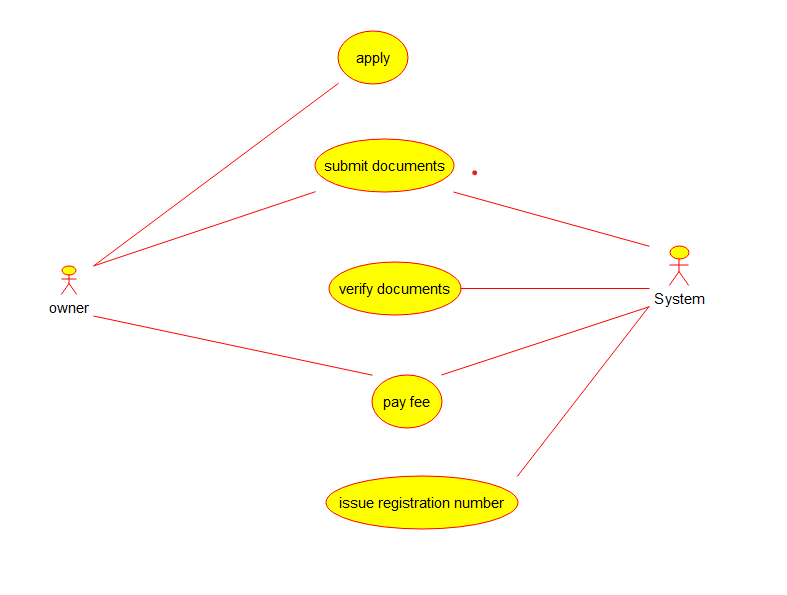 apply
submit documents
owner
verify documents
System
pay fee
issue registration number